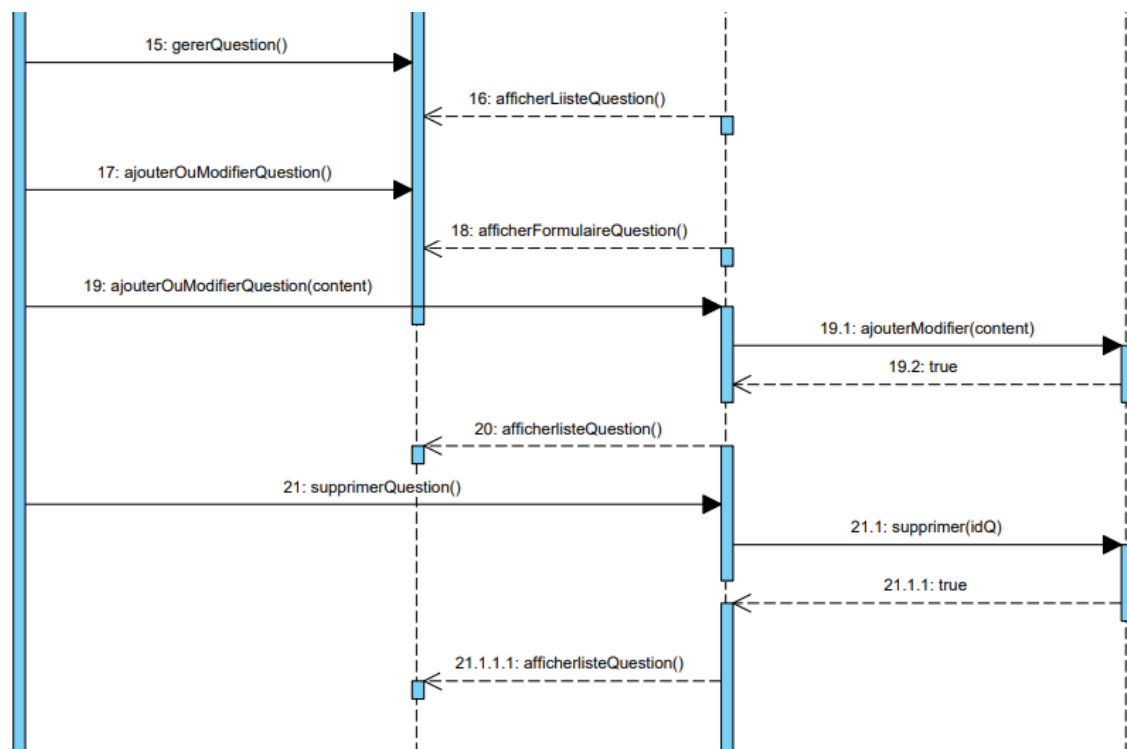 15: gererQuestion()
16: afficherLiisteQuestion()
17: ajouterOuModifierQuestion()
18: afficherFormulaireQuestion()
19: ajouterOuModifierQuestion(content)
19.1: ajouterModifier(content)
19.2: true
20: afficherlisteQuestion()
21: supprimerQuestion()
21.1: supprimer(idQ)
21.1.1: true
21.1.1.1: afficherlisteQuestion()